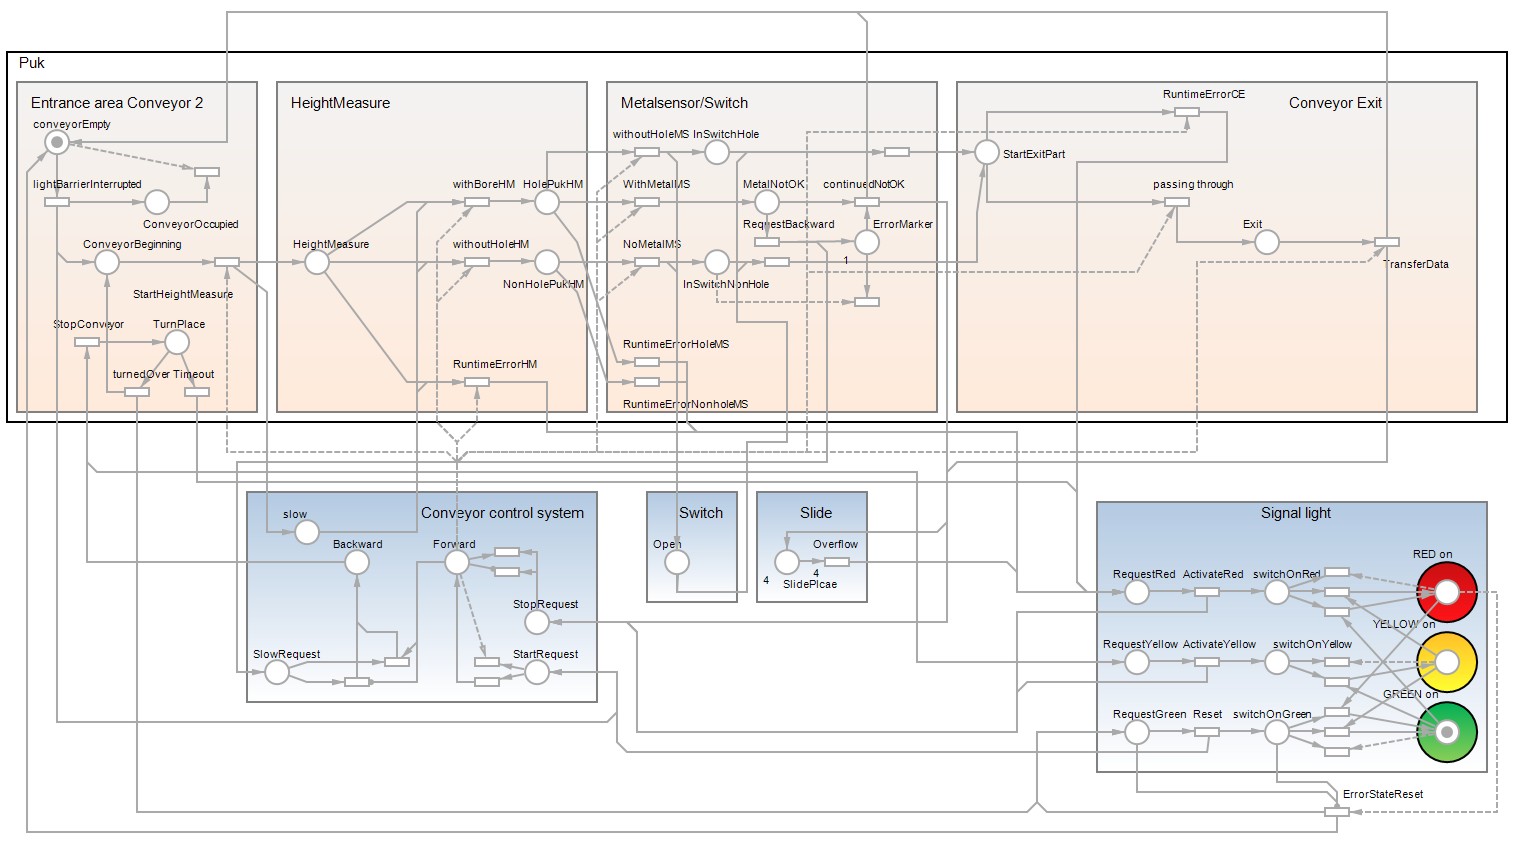 Puk
Entrance area Conveyor 2
conveyorEmpty
lightBarrierInterrupted
ConveyorOccupied
ConveyorBeginning
StartHeightMeasure
StopConveyor
TurnPlace
turnedOver
Timeout
HeightMeasure
HeightMeasure
withBoreHM
HolePukHM
withoutHoleHM
NonHolePukHM
RuntimeErrorHM
Metalsensor/Switch
withoutHoleMS
InSwitchHole
WithMetalMS
MetalNotOK
continuedNotOK
RequestBackward
ErrorMarker
1
NoMetalMS
InSwitchNonHole
RuntimeErrorHoleMS
RuntimeErrorNonholeMS
Conveyor Exit
RuntimeErrorCE
StartExitPart
passing through
Exit
TransferData
Conveyor control system
slow
Backward
Forward
StopRequest
SlowRequest
StartRequest
Switch
Open
Slide
Overflow
4
4
SlidePlcae
Signal light
RED on
RequestRed
ActivateRed
switchOnRed
YELLOW on
RequestYellow
ActivateYellow
switchOnYellow
GREEN on
RequestGreen
Reset
switchOnGreen
ErrorStateReset